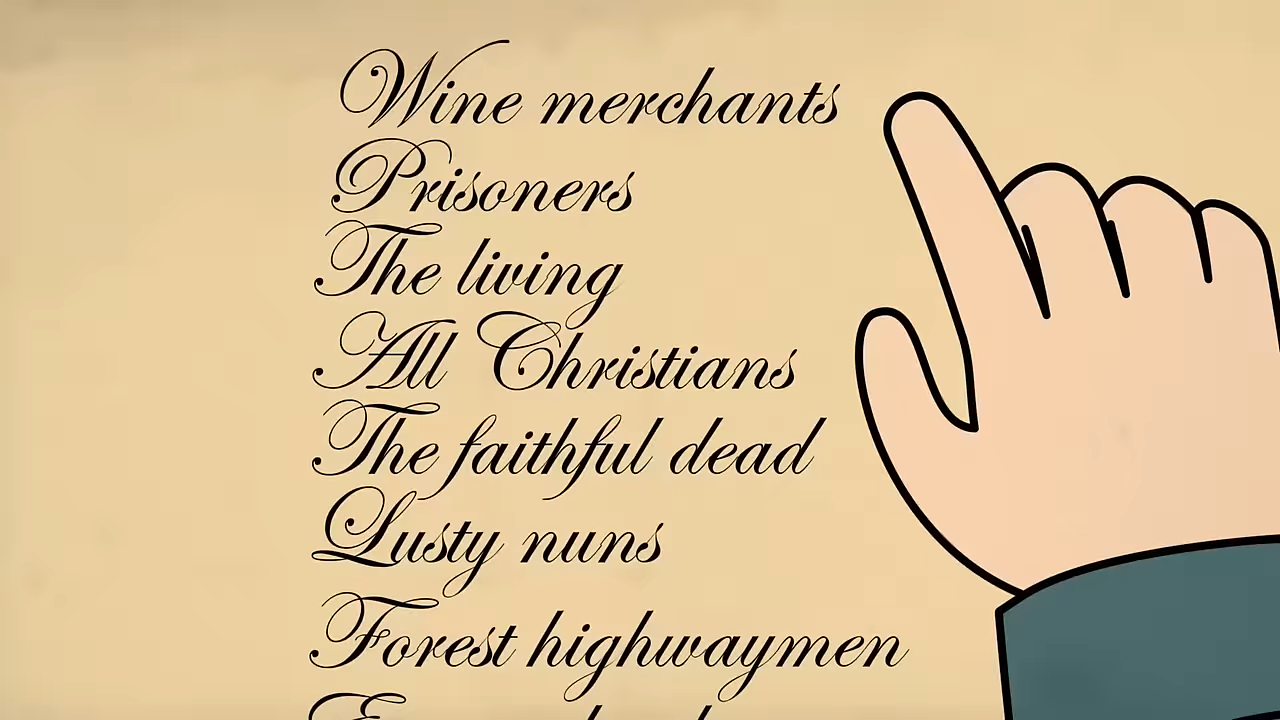 Wine merchants
Prisoners
The living
All Christians
The faithful dead
Lusty nuns
Forest highwaymen